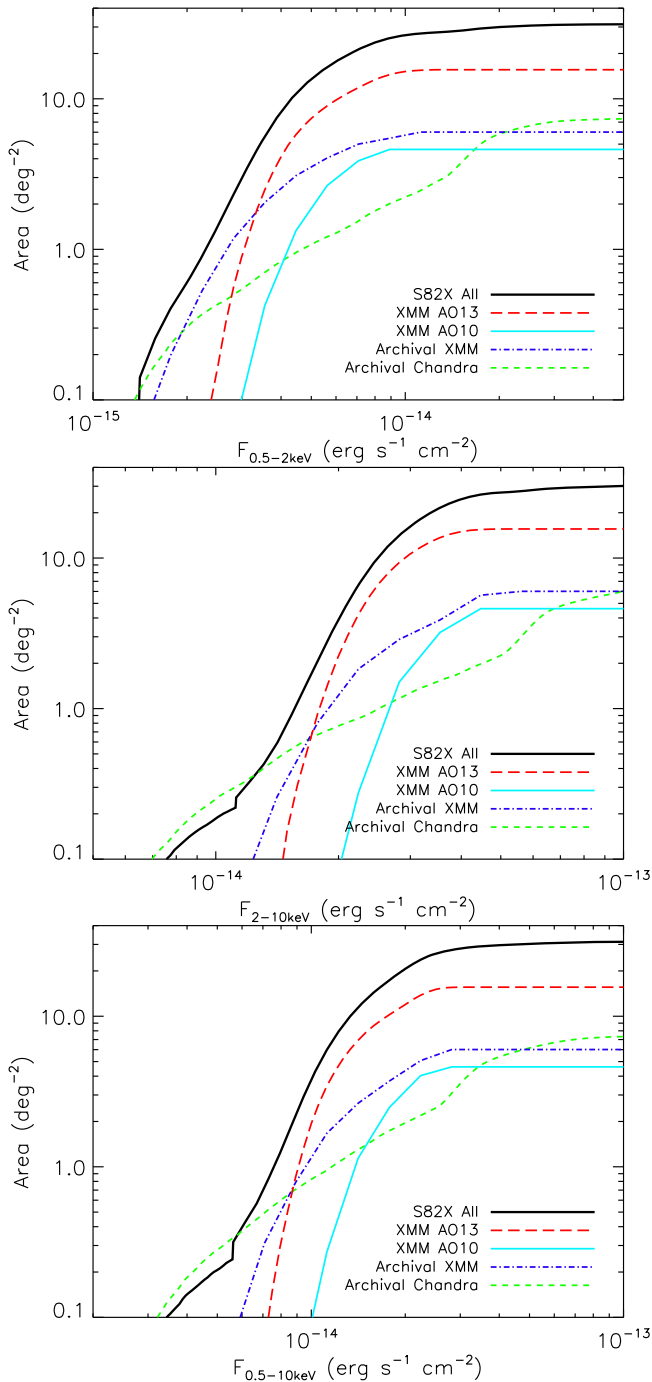 10.0
1.0
0.1
Area (deg⁻²)
S82X All
XMM AO13
XMM AO10
Archival XMM
Archival Chandra
10⁻¹⁵
10⁻¹⁴
F₀.₅₋₂ₖₑᵥ (erg s⁻¹ cm⁻²)
10.0
1.0
0.1
Area (deg⁻²)
S82X All
XMM AO13
XMM AO10
Archival XMM
Archival Chandra
10⁻¹⁴
10⁻¹³
F₂₋₁₀ₖₑᵥ (erg s⁻¹ cm⁻²)
10.0
1.0
0.1
Area (deg⁻²)
S82X All
XMM AO13
XMM AO10
Archival XMM
Archival Chandra
10⁻¹⁴
10⁻¹³
F₀.₅₋₁₀ₖₑᵥ (erg s⁻¹ cm⁻²)